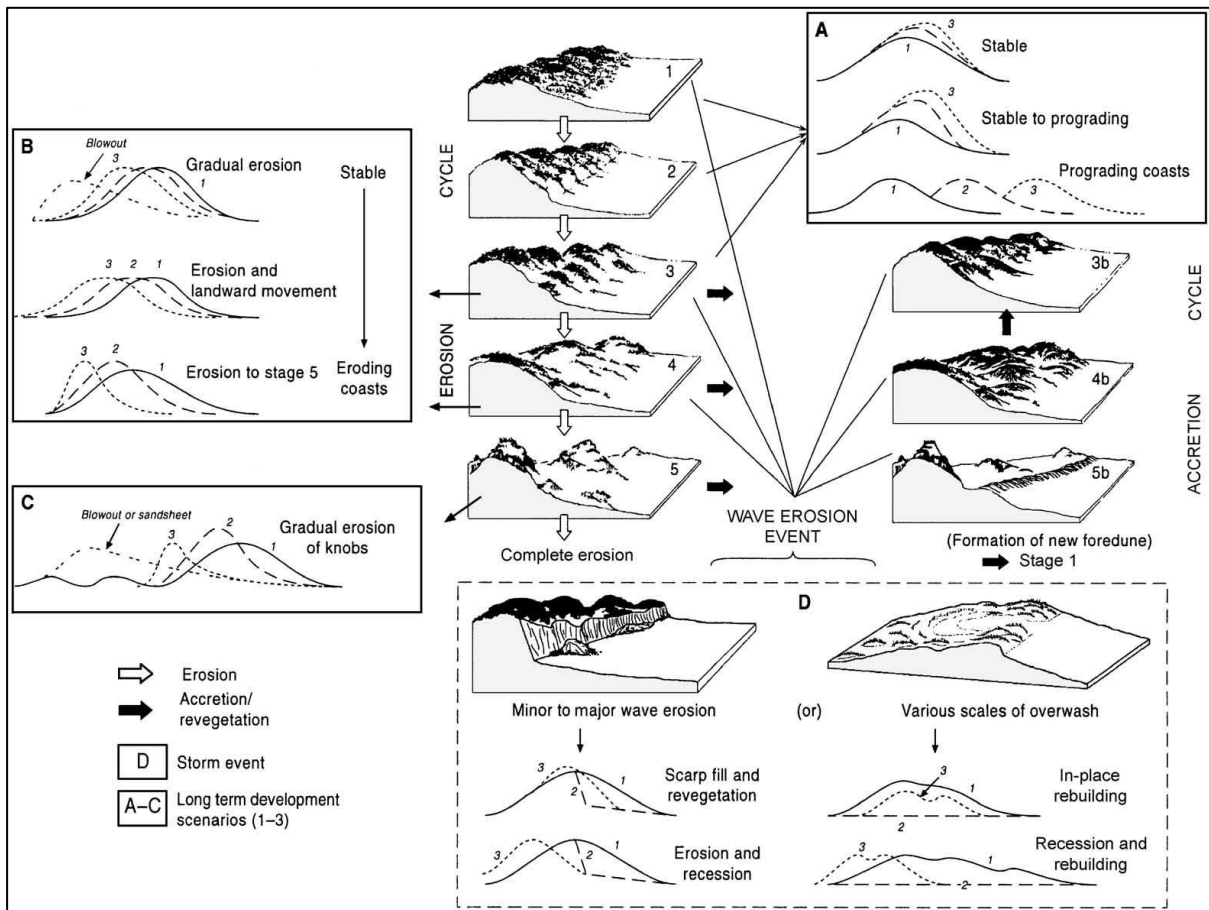 A
3
1
Stable
3
1
Stable to prograding
1
2
3
Prograding coasts
B
Blowout
3
1
Gradual erosion
Stable
3
2
1
Erosion and
landward movement
3
2
1
Erosion to stage 5
Eroding
coasts
C
Blowout or sandsheet
3
2
1
Gradual erosion
of knobs
CYCLE
EROSION
1
2
3
4
5
Complete erosion
WAVE EROSION
EVENT
3b
4b
5b
CYCLE
ACCRETION
(Formation of new foredune)
Stage 1
Erosion
Accretion/
revegetation
D
Storm event
A–C
Long term development
scenarios (1–3)
D
Minor to major wave erosion
(or)
Various scales of overwash
3
1
2
Scarp fill and
revegetation
3
2
1
Erosion and
recession
3
1
2
In-place
rebuilding
3
1
2
Recession and
rebuilding